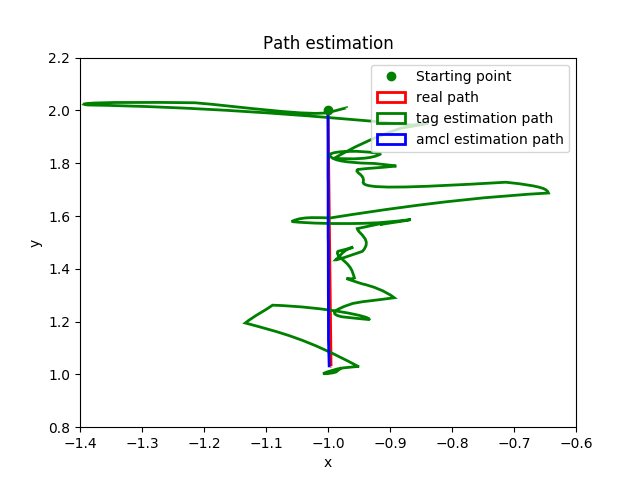 Path estimation
Starting point
real path
tag estimation path
amcl estimation path
y
2.2
2.0
1.8
1.6
1.4
1.2
1.0
0.8
−1.4 −1.3 −1.2 −1.1 −1.0 −0.9 −0.8 −0.7 −0.6
x